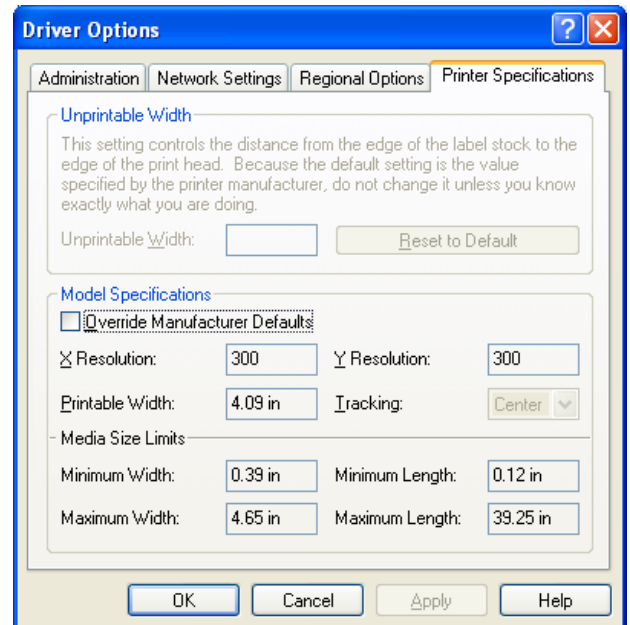 Driver Options
Administration Network Settings Regional Options Printer Specifications
Unprintable Width
This setting controls the distance from the edge of the label stock to the
edge of the print head. Because the default setting is the value
specified by the printer manufacturer, do not change it unless you know
exactly what you are doing.
Unprintable Width: Reset to Default
Model Specifications
Override Manufacturer Defaults
X Resolution: 300 Y Resolution: 300
Printable Width: 4.09 in Tracking: Center
Media Size Limits
Minimum Width: 0.39 in Minimum Length: 0.12 in
Maximum Width: 4.65 in Maximum Length: 39.25 in
OK Cancel Apply Help